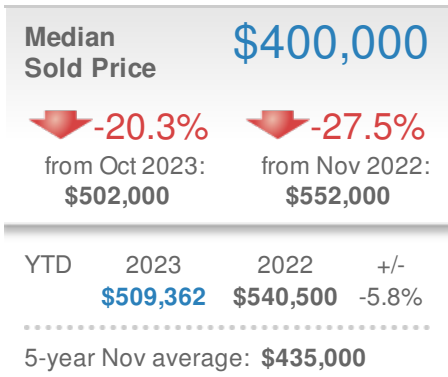 Median $400,000
Sold Price
-20.3% -27.5%
from Oct 2023: from Nov 2022:
$502,000 $552,000
YTD 2023 2022 +/-
$509,362 $540,500 -5.8%
5-year Nov average: $435,000